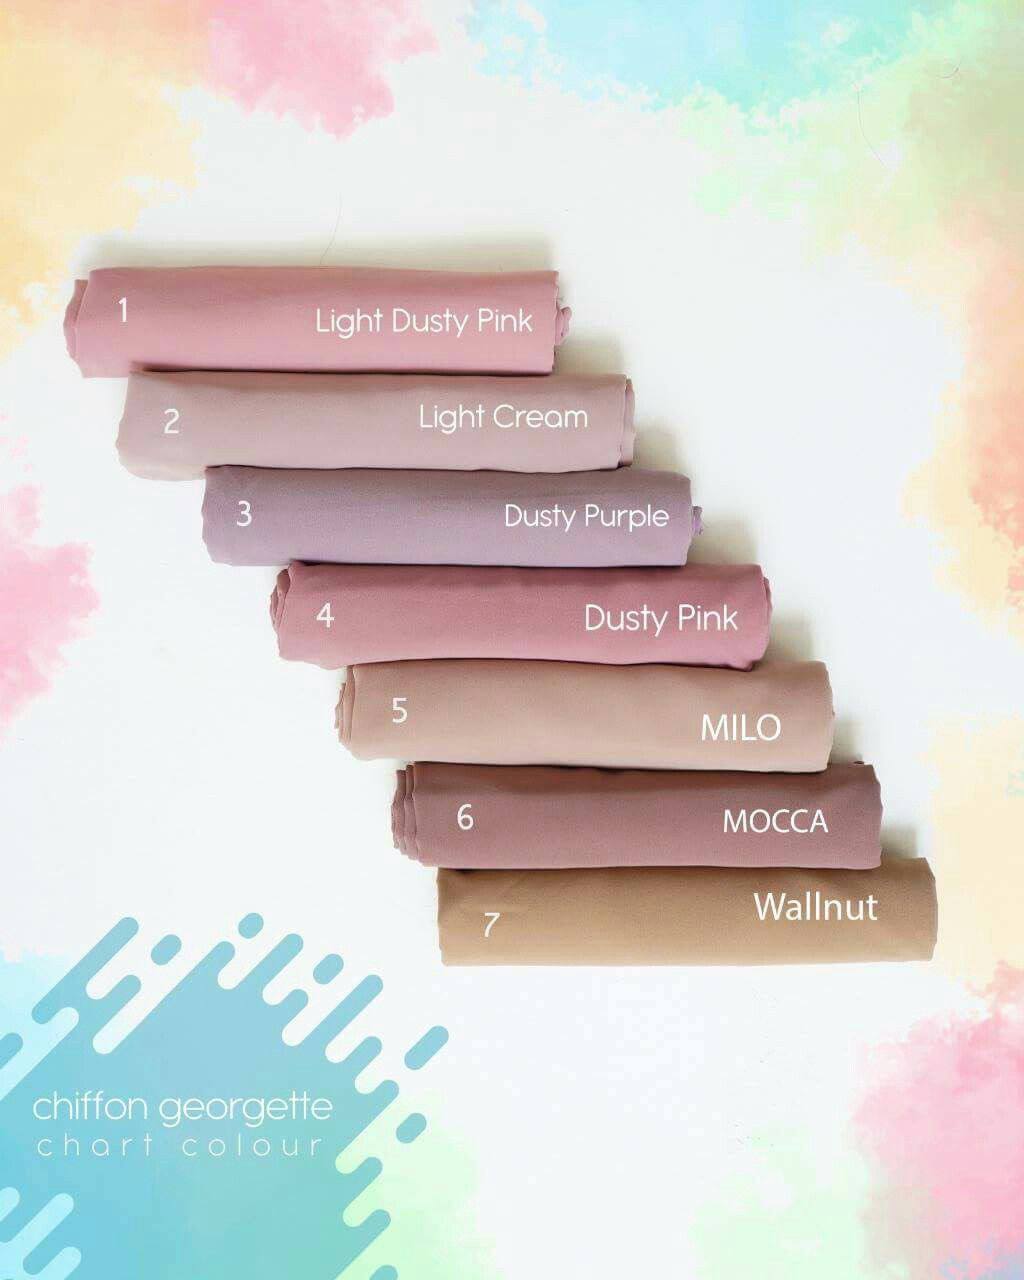 1 Light Dusty Pink
2 Light Cream
3 Dusty Purple
4 Dusty Pink
5 MILO
6 MOCCA
7 Wallnut
chiffon georgette
chart colour